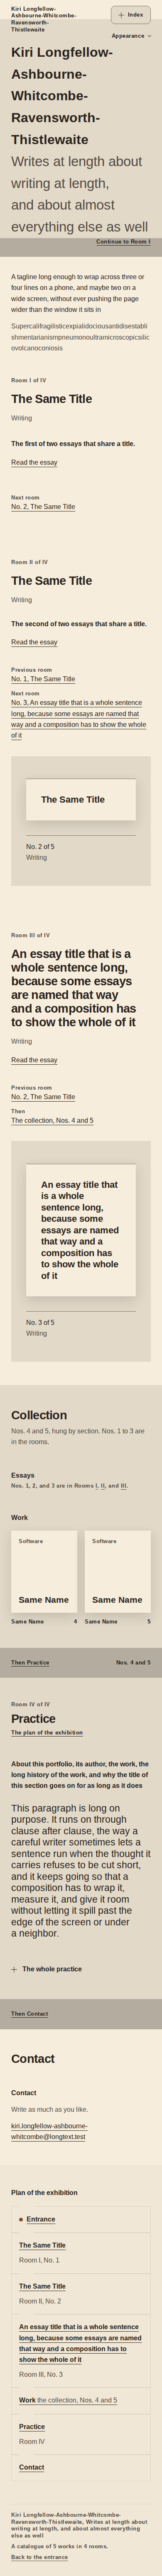 Kiri Longfellow-
Ashbourne-Whitcombe-
Ravensworth-
Thistlewaite
Index
Appearance
Kiri Longfellow-
Ashbourne-
Whitcombe-
Ravensworth-
Thistlewaite
Writes at length about
writing at length,
and about almost
everything else as well
Continue to Room I
A tagline long enough to wrap across three or
four lines on a phone, and maybe two on a
wide screen, without ever pushing the page
wider than the window it sits in
Supercalifragilisticexpialidociousantidisestabli
shmentarianismpneumonoultramicroscopicsilic
ovolcanoconiosis
Room I of IV
The Same Title
Writing
The first of two essays that share a title.
Read the essay
Next room
No. 2, The Same Title
Room II of IV
The Same Title
Writing
The second of two essays that share a title.
Read the essay
Previous room
No. 1, The Same Title
Next room
No. 3, An essay title that is a whole sentence
long, because some essays are named that
way and a composition has to show the whole
of it
The Same Title
No. 2 of 5
Writing
Room III of IV
An essay title that is
a whole sentence
long, because some
essays are named
that way and a
composition has to
show the whole of it
Writing
Read the essay
Previous room
No. 2, The Same Title
Then
The collection, Nos. 4 and 5
An essay title that
is a whole
sentence long,
because some
essays are named
that way and a
composition has
to show the whole
of it
No. 3 of 5
Writing
Collection
Nos. 4 and 5, hung by section. Nos. 1 to 3 are
in the rooms.
Essays
Nos. 1, 2, and 3 are in Rooms I, II, and III.
Work
Software
Same Name
Software
Same Name
Same Name 4
Same Name 5
Then Practice
Nos. 4 and 5
Room IV of IV
Practice
The plan of the exhibition
About this portfolio, its author, the work, the
long history of the work, and why the title of
this section goes on for as long as it does
This paragraph is long on
purpose. It runs on through
clause after clause, the way a
careful writer sometimes lets a
sentence run when the thought it
carries refuses to be cut short,
and it keeps going so that a
composition has to wrap it,
measure it, and give it room
without letting it spill past the
edge of the screen or under
a neighbor.
The whole practice
Then Contact
Contact
Contact
Write as much as you like.
kiri.longfellow-ashbourne-
whitcombe@longtext.test
Plan of the exhibition
Entrance
The Same Title
Room I, No. 1
The Same Title
Room II, No. 2
An essay title that is a whole sentence
long, because some essays are named
that way and a composition has to
show the whole of it
Room III, No. 3
Work the collection, Nos. 4 and 5
Practice
Room IV
Contact
Kiri Longfellow-Ashbourne-Whitcombe-
Ravensworth-Thistlewaite, Writes at length about
writing at length, and about almost everything
else as well
A catalogue of 5 works in 4 rooms.
Back to the entrance